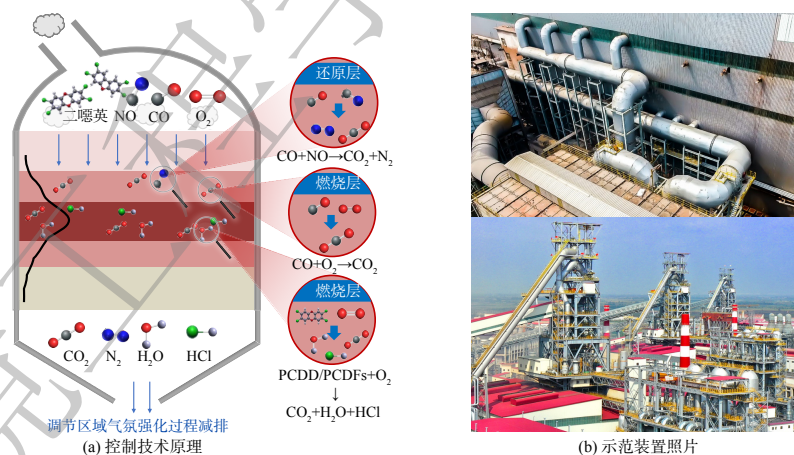 二噁英 NO CO O₂
还原层
CO+NO→CO₂+N₂
燃烧层
CO+O₂→CO₂
燃烧层
PCDD/PCDFs+O₂
↓
CO₂+H₂O+HCl
CO₂ N₂ H₂O HCl
调节区域气氛强化过程减排
(a) 控制技术原理
(b) 示范装置照片